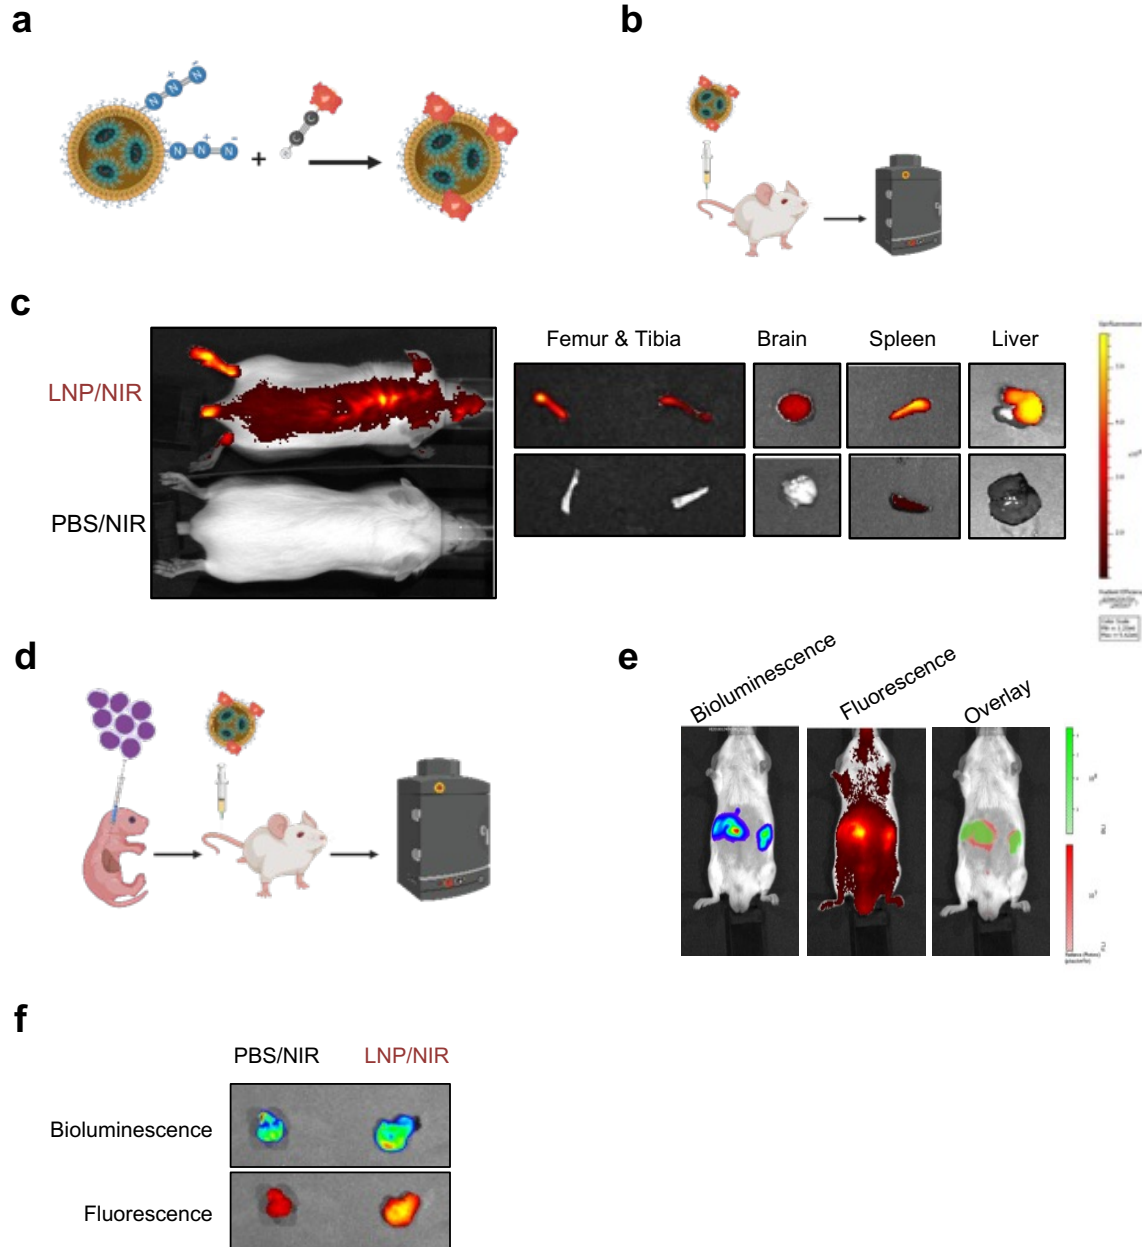 a
b
N N N
+ -
N N N
+ -
+
C C
c
Femur & Tibia
Brain
Spleen
Liver
LNP/NIR
PBS/NIR
d
e
Bioluminescence
Fluorescence
Overlay
f
PBS/NIR
LNP/NIR
Bioluminescence
Fluorescence